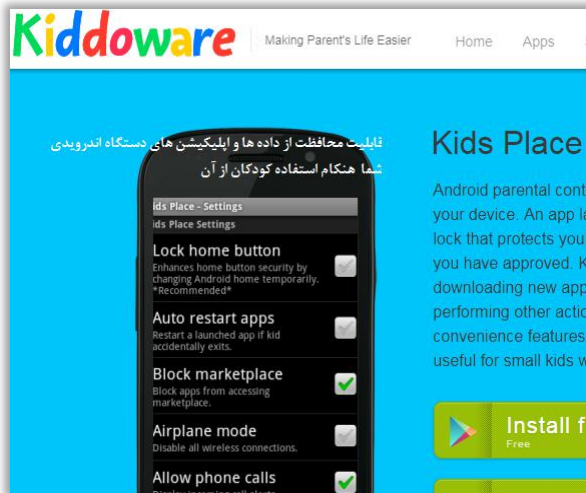 Kiddoware
Making Parent's Life Easier
Home Apps
قابلیت محافظت از داده ها و اپلیکیشن های دستگاه اندرویدی
شما هنگام استفاده کودکان از آن
ids Place - Settings
ids Place Settings
Lock home button
Enhances home button security by
changing Android home temporarily.
*Recommended*
Auto restart apps
Restart a launched app if kid
accidentally exits.
Block marketplace
Block apps from accessing
marketplace.
Airplane mode
Disable all wireless connections.
Allow phone calls
Kids Place
Android parental cont
your device. An app la
lock that protects you
you have approved. K
downloading new app
performing other actio
convenience features
useful for small kids w
Install f
Free